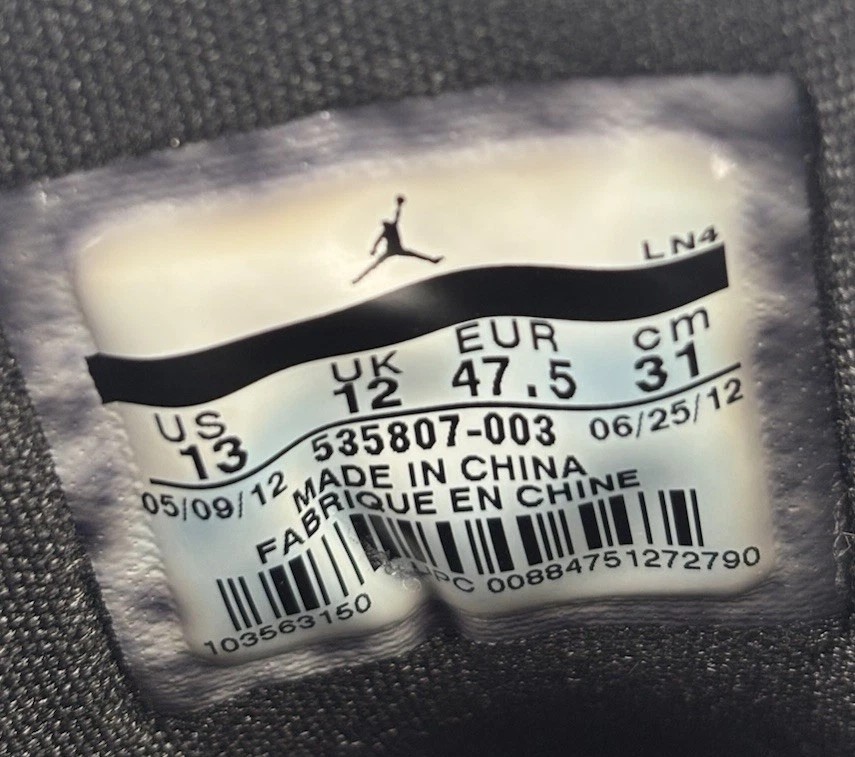 LN4
US UK EUR cm
13 12 47.5 31
05/09/12 535807-003 06/25/12
MADE IN CHINA
FABRIQUE EN CHINE
103563150 UPC 00884751272790